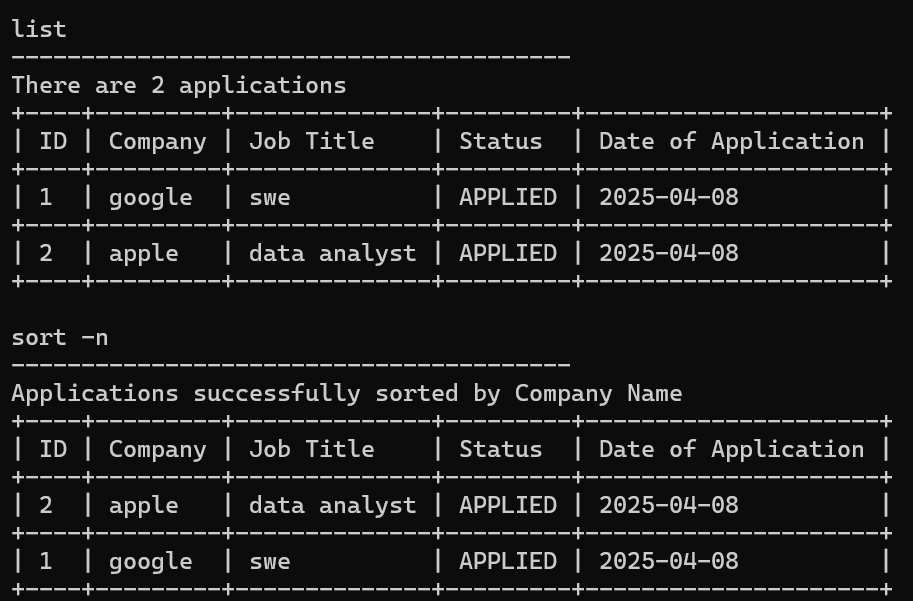 list
----------------------------------------
There are 2 applications
+----+---------+--------------+---------+---------------------+
| ID | Company | Job Title    | Status  | Date of Application |
+----+---------+--------------+---------+---------------------+
| 1  | google  | swe          | APPLIED | 2025-04-08          |
+----+---------+--------------+---------+---------------------+
| 2  | apple   | data analyst | APPLIED | 2025-04-08          |
+----+---------+--------------+---------+---------------------+

sort -n
----------------------------------------
Applications successfully sorted by Company Name
+----+---------+--------------+---------+---------------------+
| ID | Company | Job Title    | Status  | Date of Application |
+----+---------+--------------+---------+---------------------+
| 2  | apple   | data analyst | APPLIED | 2025-04-08          |
+----+---------+--------------+---------+---------------------+
| 1  | google  | swe          | APPLIED | 2025-04-08          |
+----+---------+--------------+---------+---------------------+